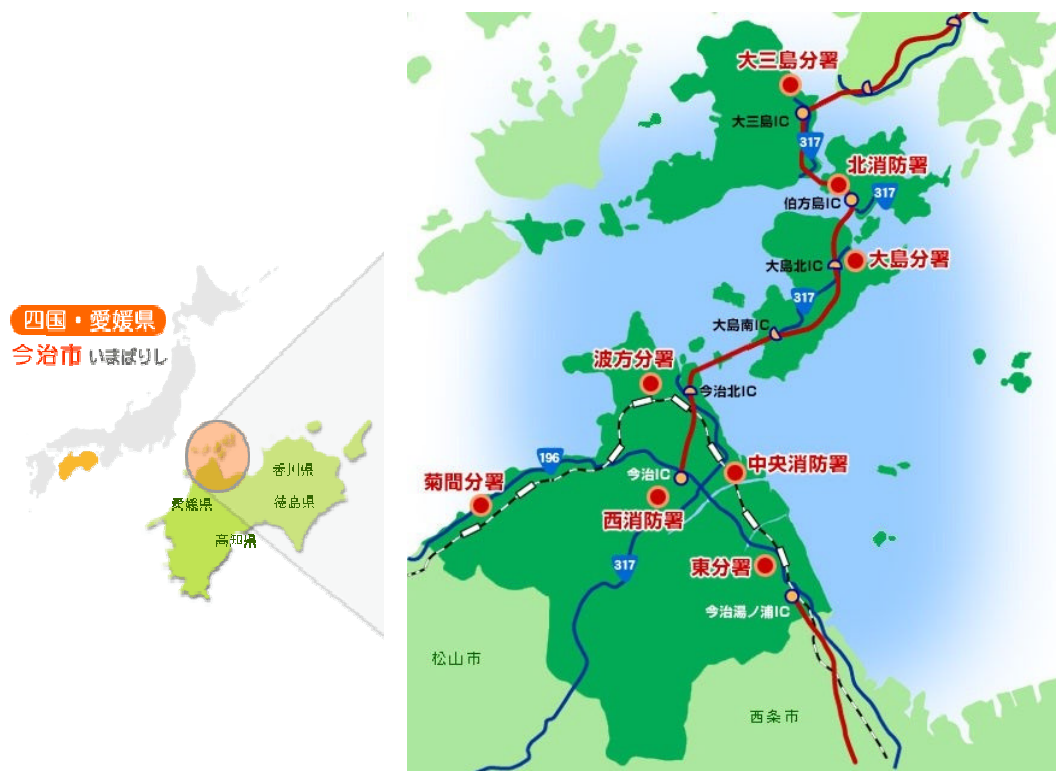 四国・愛媛県
今治市 いまばりし
香川県
愛媛県
徳島県
高知県
大三島分署
大三島IC
317
北消防署
伯方島IC
317
大島北IC
大島分署
317
大島南IC
波方分署
今治北IC
196
今治IC
中央消防署
菊間分署
西消防署
317
東分署
今治湯ノ浦IC
松山市
西条市